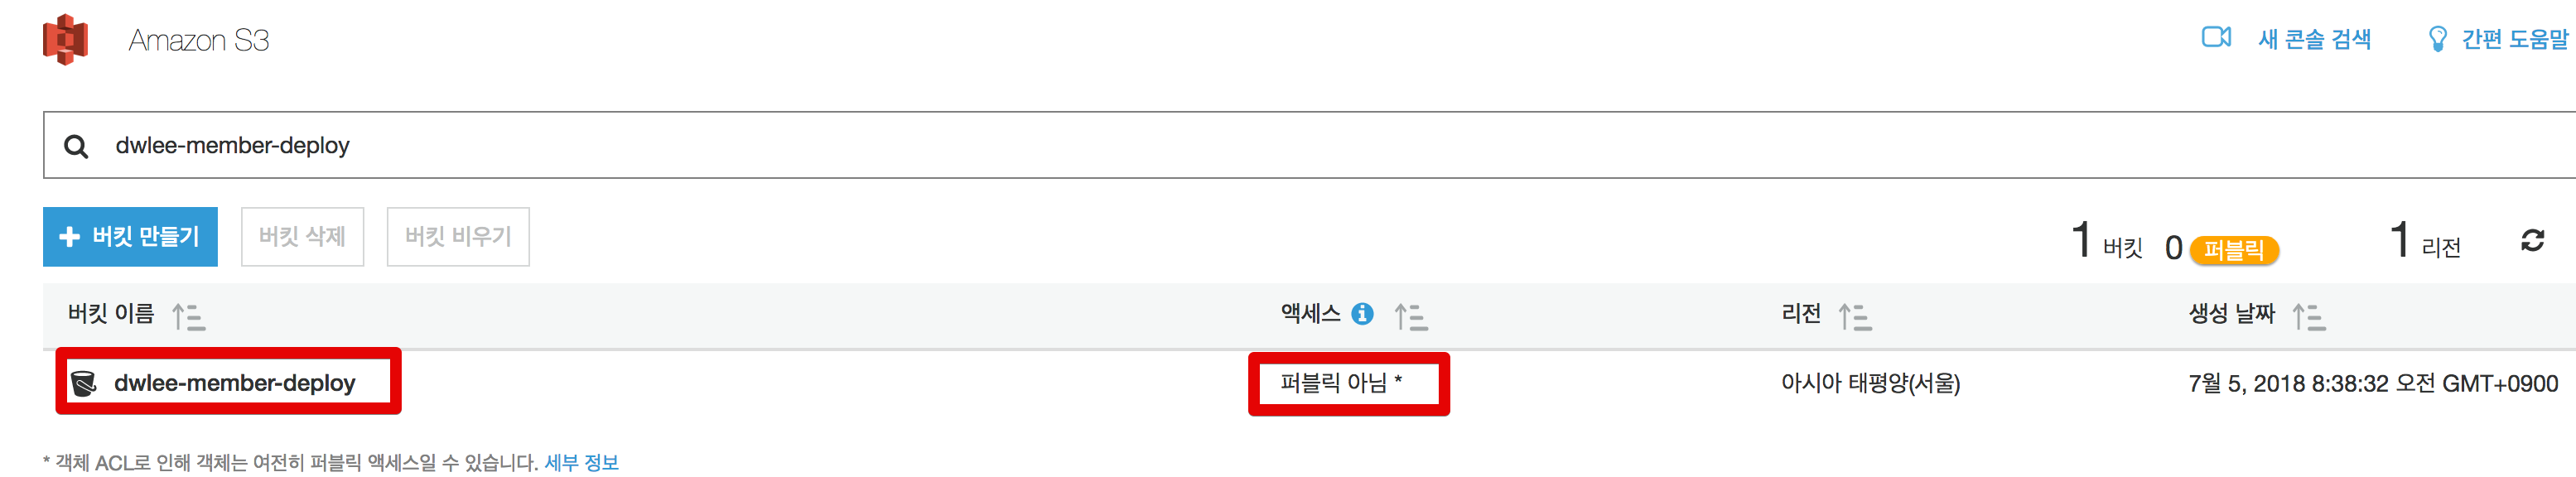 Amazon S3
새 콘솔 검색 간편 도움말
dwlee-member-deploy
버킷 만들기 버킷 삭제 버킷 비우기 1 버킷 0 퍼블릭 1 리전
버킷 이름 액세스 리전 생성 날짜
dwlee-member-deploy 퍼블릭 아님 * 아시아 태평양(서울) 7월 5, 2018 8:38:32 오전 GMT+0900
* 객체 ACL로 인해 객체는 여전히 퍼블릭 액세스일 수 있습니다. 세부 정보